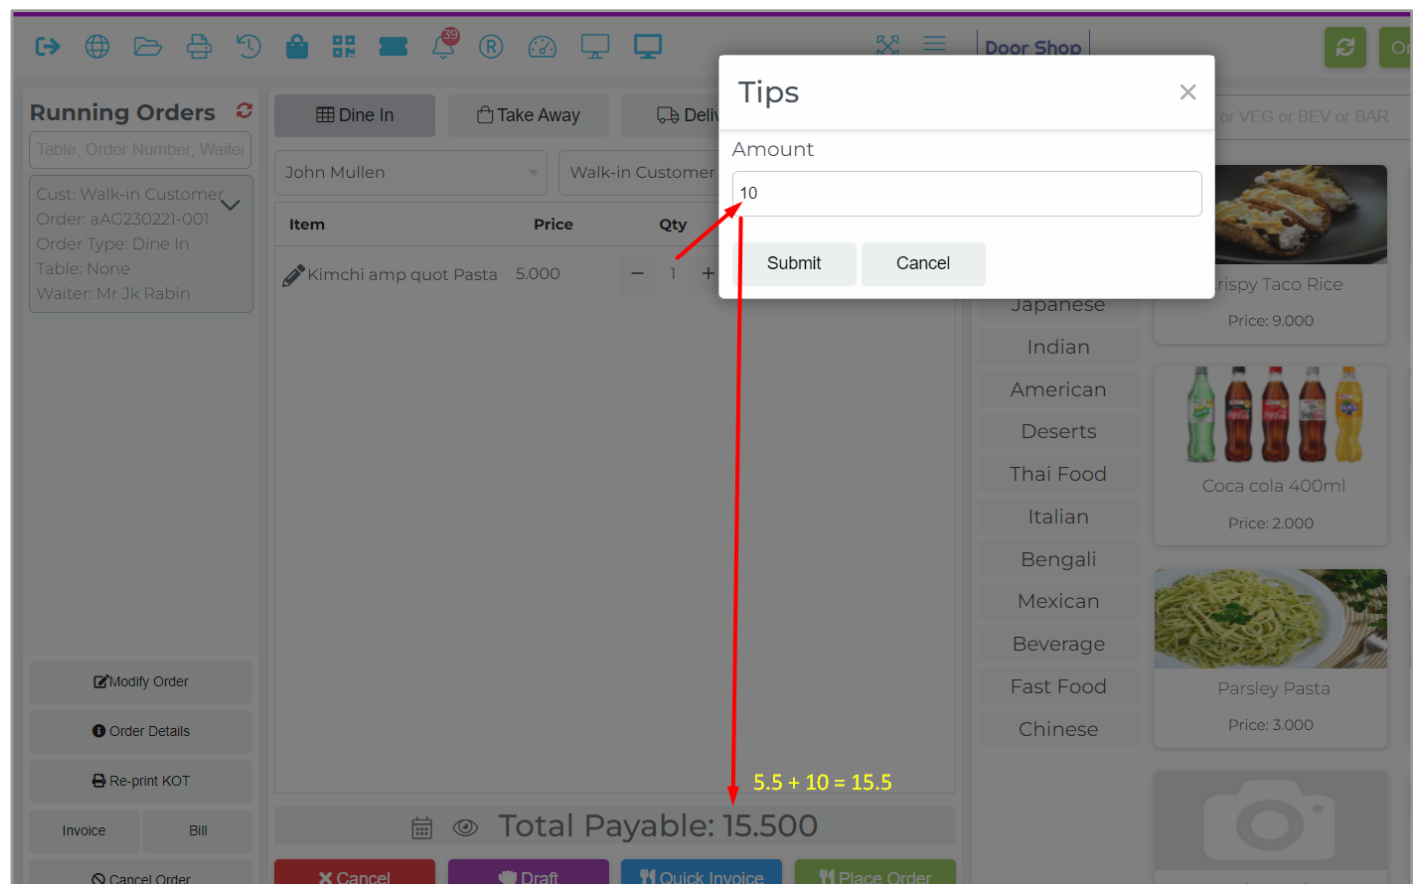 39
R
Door Shop
Running Orders
Dine In
Take Away
Tips
Amount
10
Submit
Cancel
or VEG or BEV or BAR
Table, Order Number, Waiter
John Mullen
Walk-in Customer
Cust: Walk-in Customer
Order: aAG230221-001
Order Type: Dine In
Table: None
Waiter: Mr Jk Rabin
Item Price Qty
Kimchi amp quot Pasta 5.000 − 1 +
Japanese
Indian
American
Deserts
Thai Food
Italian
Bengali
Mexican
Beverage
Fast Food
Chinese
rispy Taco Rice
Price: 9.000
Coca cola 400ml
Price: 2.000
Parsley Pasta
Price: 3.000
Modify Order
Order Details
Re-print KOT
Invoice
Bill
Cancel Order
5.5 + 10 = 15.5
Total Payable: 15.500
Cancel
Draft
Quick Invoice
Place Order